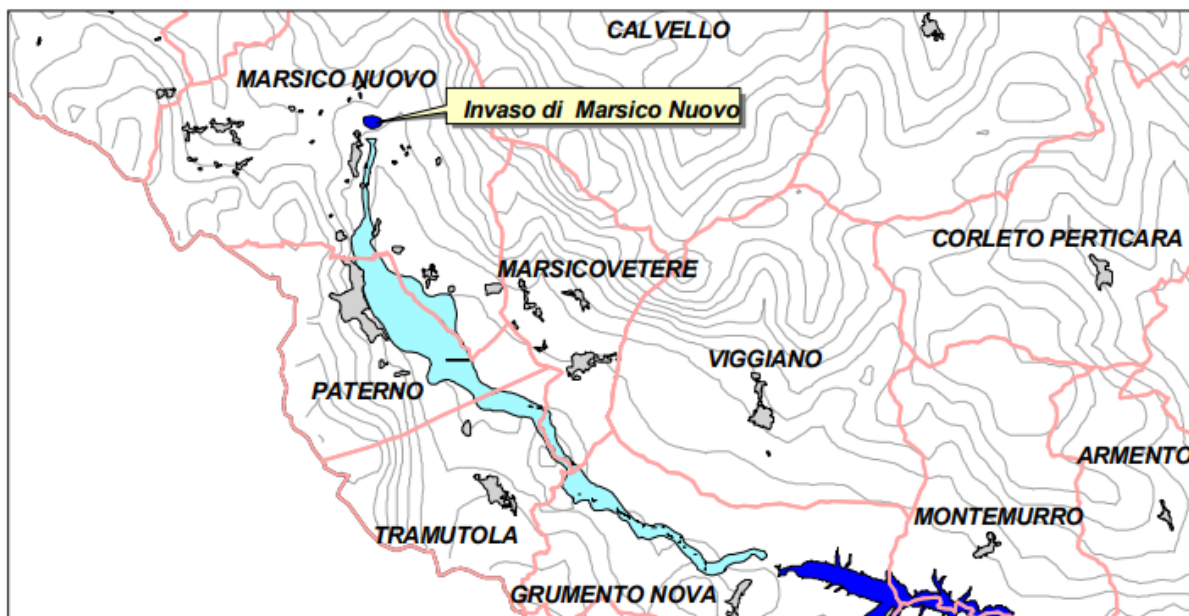 CALVELLO
MARSICO NUOVO
Invaso di Marsico Nuovo
CORLETO PERTICARA
MARSICOVETERE
VIGGIANO
PATERNO
ARMENTO
MONTEMURRO
TRAMUTOLA
GRUMENTO NOVA